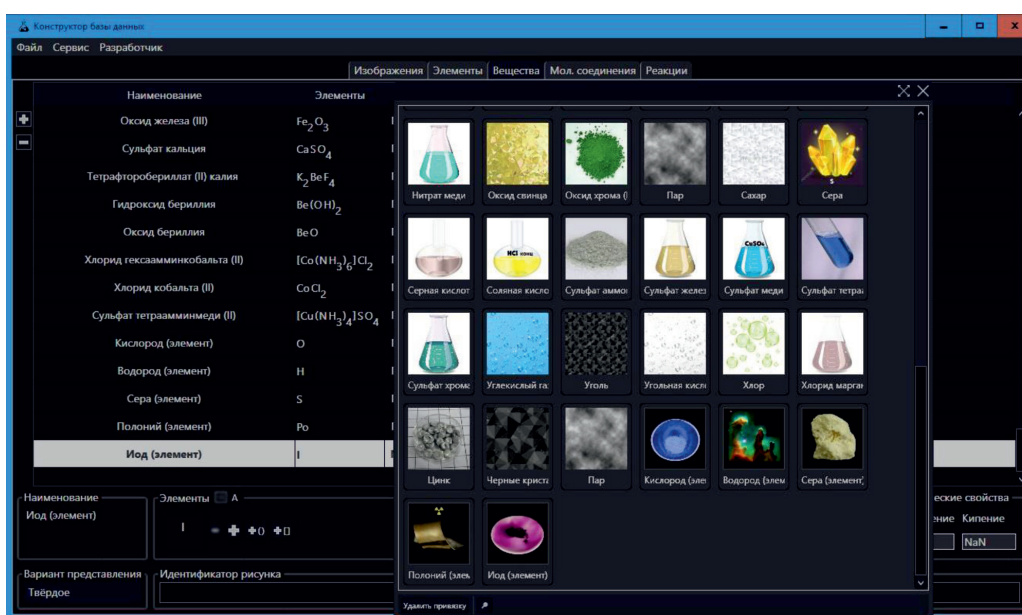 Конструктор базы данных
Файл Сервис Разработчик
Изображения Элементы Вещества Мол. соединения Реакции
Наименование Элементы
Оксид железа (III) Fe2O3
Сульфат кальция CaSO4
Тетрафторобериллат (II) калия K2BeF4
Гидроксид бериллия Be(OH)2
Оксид бериллия BeO
Хлорид гексаамминкобальта (II) [Co(NH3)6]Cl2
Хлорид кобальта (II) CoCl2
Сульфат тетраамминмеди (II) [Cu(NH3)4]SO4
Кислород (элемент) O
Водород (элемент) H
Сера (элемент) S
Полоний (элемент) Po
Иод (элемент) I
S
Нитрат меди Оксид свинца Оксид хрома (I Пар Сахар Сера
HCl конц CuSO4
Серная кислот Соляная кисло Сульфат аммо Сульфат желез Сульфат меди Сульфат тетра
Сульфат хрома Углекислый га Уголь Угольная кисл Хлор Хлорид марган
Цинк Черные криста Пар Кислород (эле Водород (элем Сера (элемент)
Полоний (элем Иод (элемент)
Удалить привязку
Наименование Элементы A еские свойства
Иод (элемент) I () [] ение Кипение
NaN
Вариант представления Идентификатор рисунка
Твёрдое